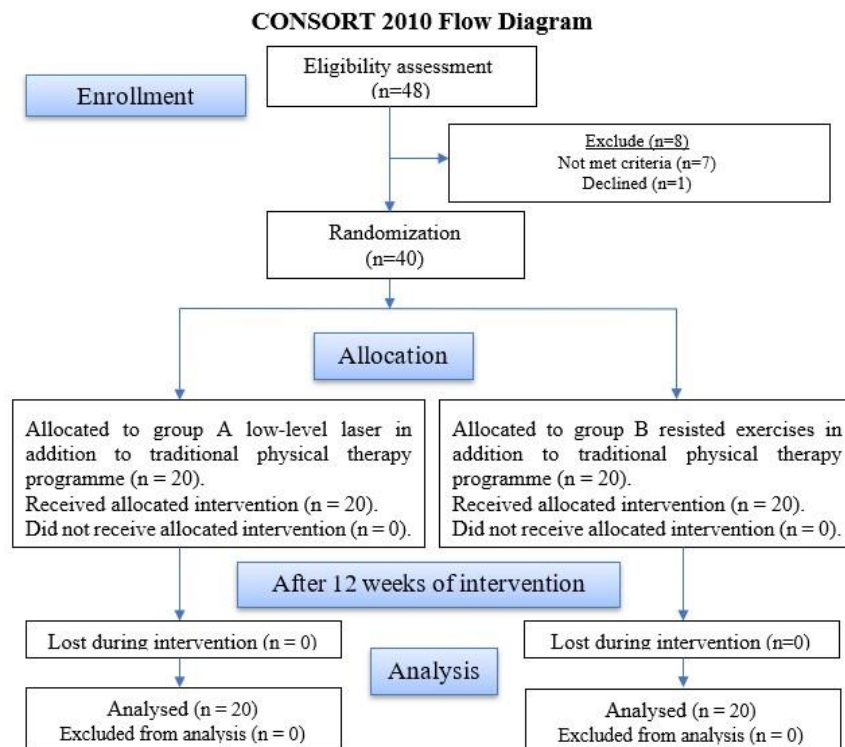 CONSORT 2010 Flow Diagram
Eligibility assessment
(n=48)
Enrollment
Exclude (n=8)
Not met criteria (n=7)
Declined (n=1)
Randomization
(n=40)
Allocation
Allocated to group A low-level laser in
addition to traditional physical therapy
programme (n = 20).
Received allocated intervention (n = 20).
Did not receive allocated intervention (n = 0).
Allocated to group B resisted exercises in
addition to traditional physical therapy
programme (n = 20).
Received allocated intervention (n = 20).
Did not receive allocated intervention (n = 0).
After 12 weeks of intervention
Lost during intervention (n = 0)
Lost during intervention (n=0)
Analysis
Analysed (n = 20)
Excluded from analysis (n = 0)
Analysed (n = 20)
Excluded from analysis (n = 0)